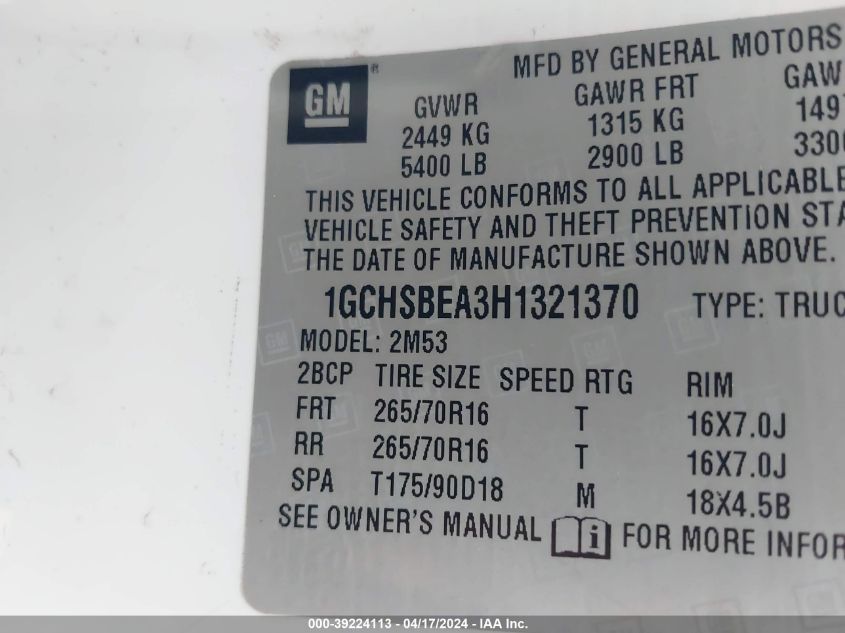 GM ®
MFD BY GENERAL MOTORS
GVWR GAWR FRT GAW
2449 KG 1315 KG 149
5400 LB 2900 LB 330
THIS VEHICLE CONFORMS TO ALL APPLICABLE
VEHICLE SAFETY AND THEFT PREVENTION STA
THE DATE OF MANUFACTURE SHOWN ABOVE.
1GCHSBEA3H1321370 TYPE: TRUC
MODEL: 2M53
2BCP TIRE SIZE SPEED RTG RIM
FRT 265/70R16 T 16X7.0J
RR 265/70R16 T 16X7.0J
SPA T175/90D18 M 18X4.5B
SEE OWNER'S MANUAL i FOR MORE INFOR
000-39224113 - 04/17/2024 - IAA Inc.